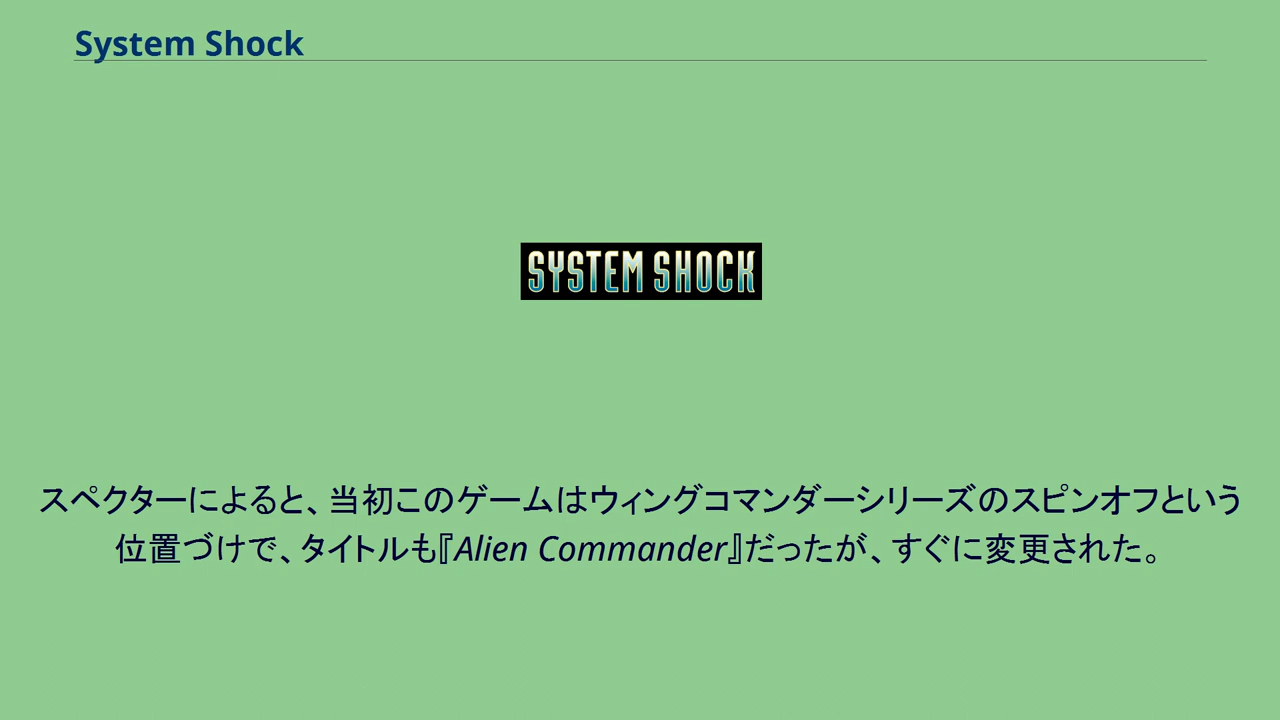 System Shock
SYSTEM SHOCK
スペクターによると、当初このゲームはウィングコマンダーシリーズのスピンオフという
位置づけで、タイトルも『Alien Commander』だったが、すぐに変更された。